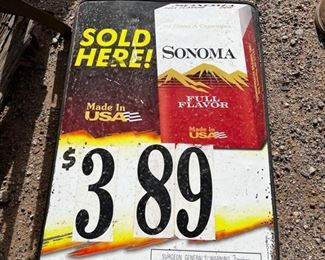 SOLD
HERE!
SONOMA
FULL
FLAVOR
Made In
USA
Made In
USA
$3 89
SURGEON GENERAL'S WARNING: